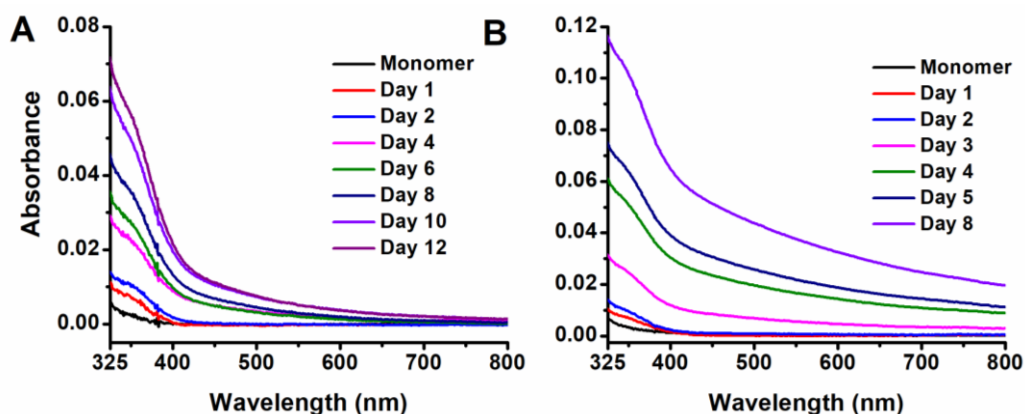 A
Absorbance
0.08
0.06
0.04
0.02
0.00
325
400
500
600
700
800
Wavelength (nm)
Monomer
Day 1
Day 2
Day 4
Day 6
Day 8
Day 10
Day 12
B
0.12
0.10
0.08
0.06
0.04
0.02
0.00
325
400
500
600
700
800
Wavelength (nm)
Monomer
Day 1
Day 2
Day 3
Day 4
Day 5
Day 8